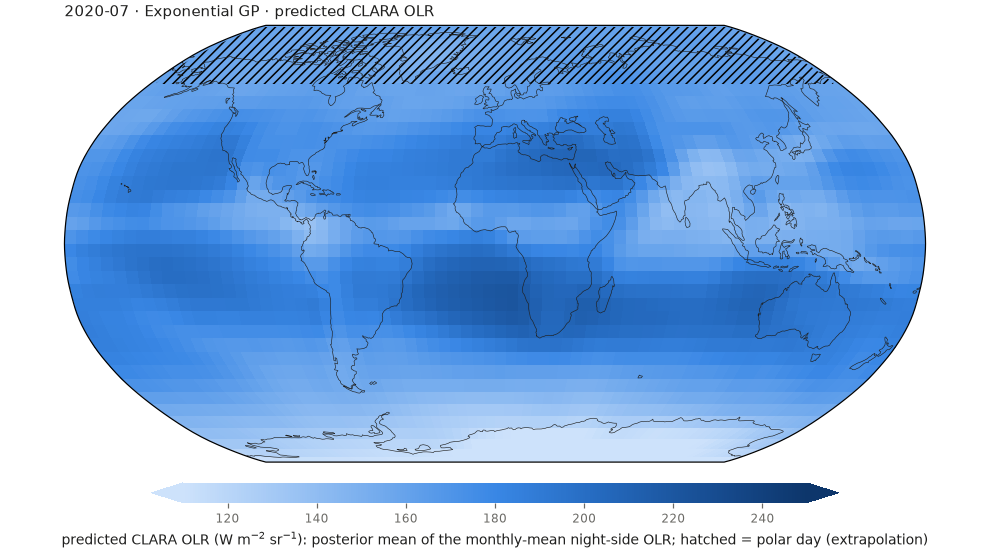 2020-07 · Exponential GP · predicted CLARA OLR
120 140 160 180 200 220 240
predicted CLARA OLR (W m⁻² sr⁻¹): posterior mean of the monthly-mean night-side OLR; hatched = polar day (extrapolation)